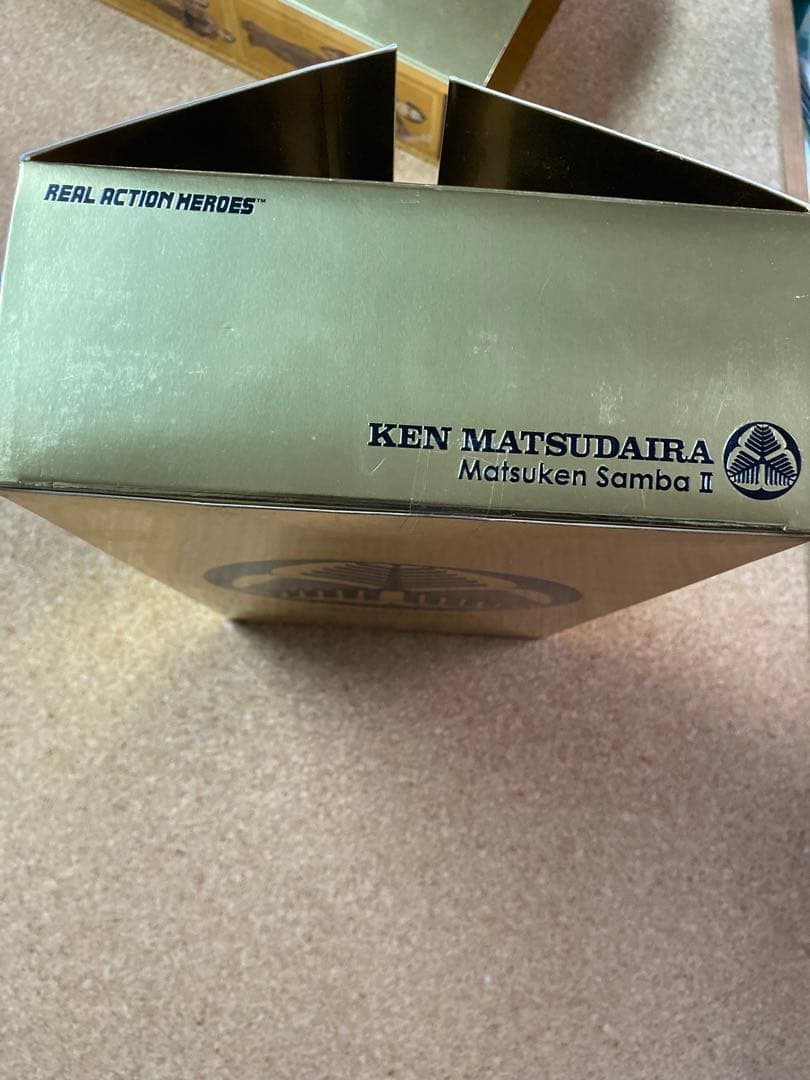 REAL ACTION HEROES™
KEN MATSUDAIRA
Matsuken Samba Ⅱ